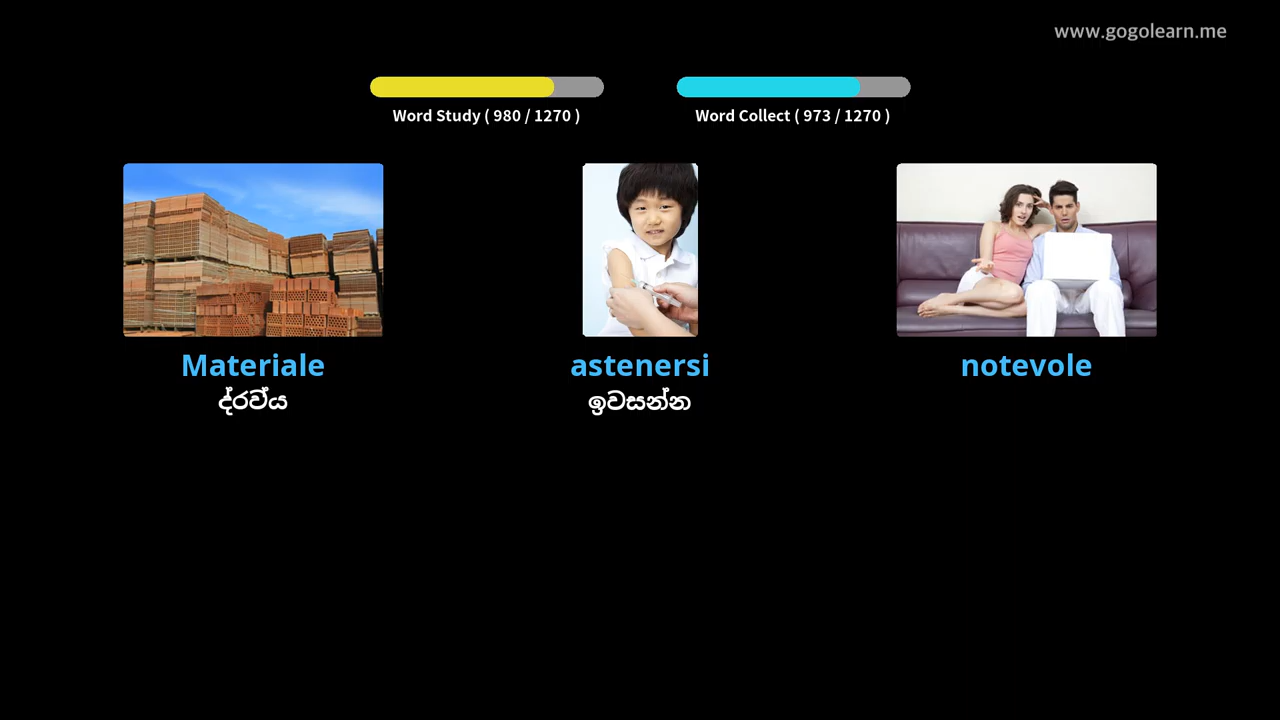 www.gogolearn.me
Word Study ( 980 / 1270 )
Word Collect ( 973 / 1270 )
Materiale
ද්රව්ය
astenersi
ඉවසන්න
notevole